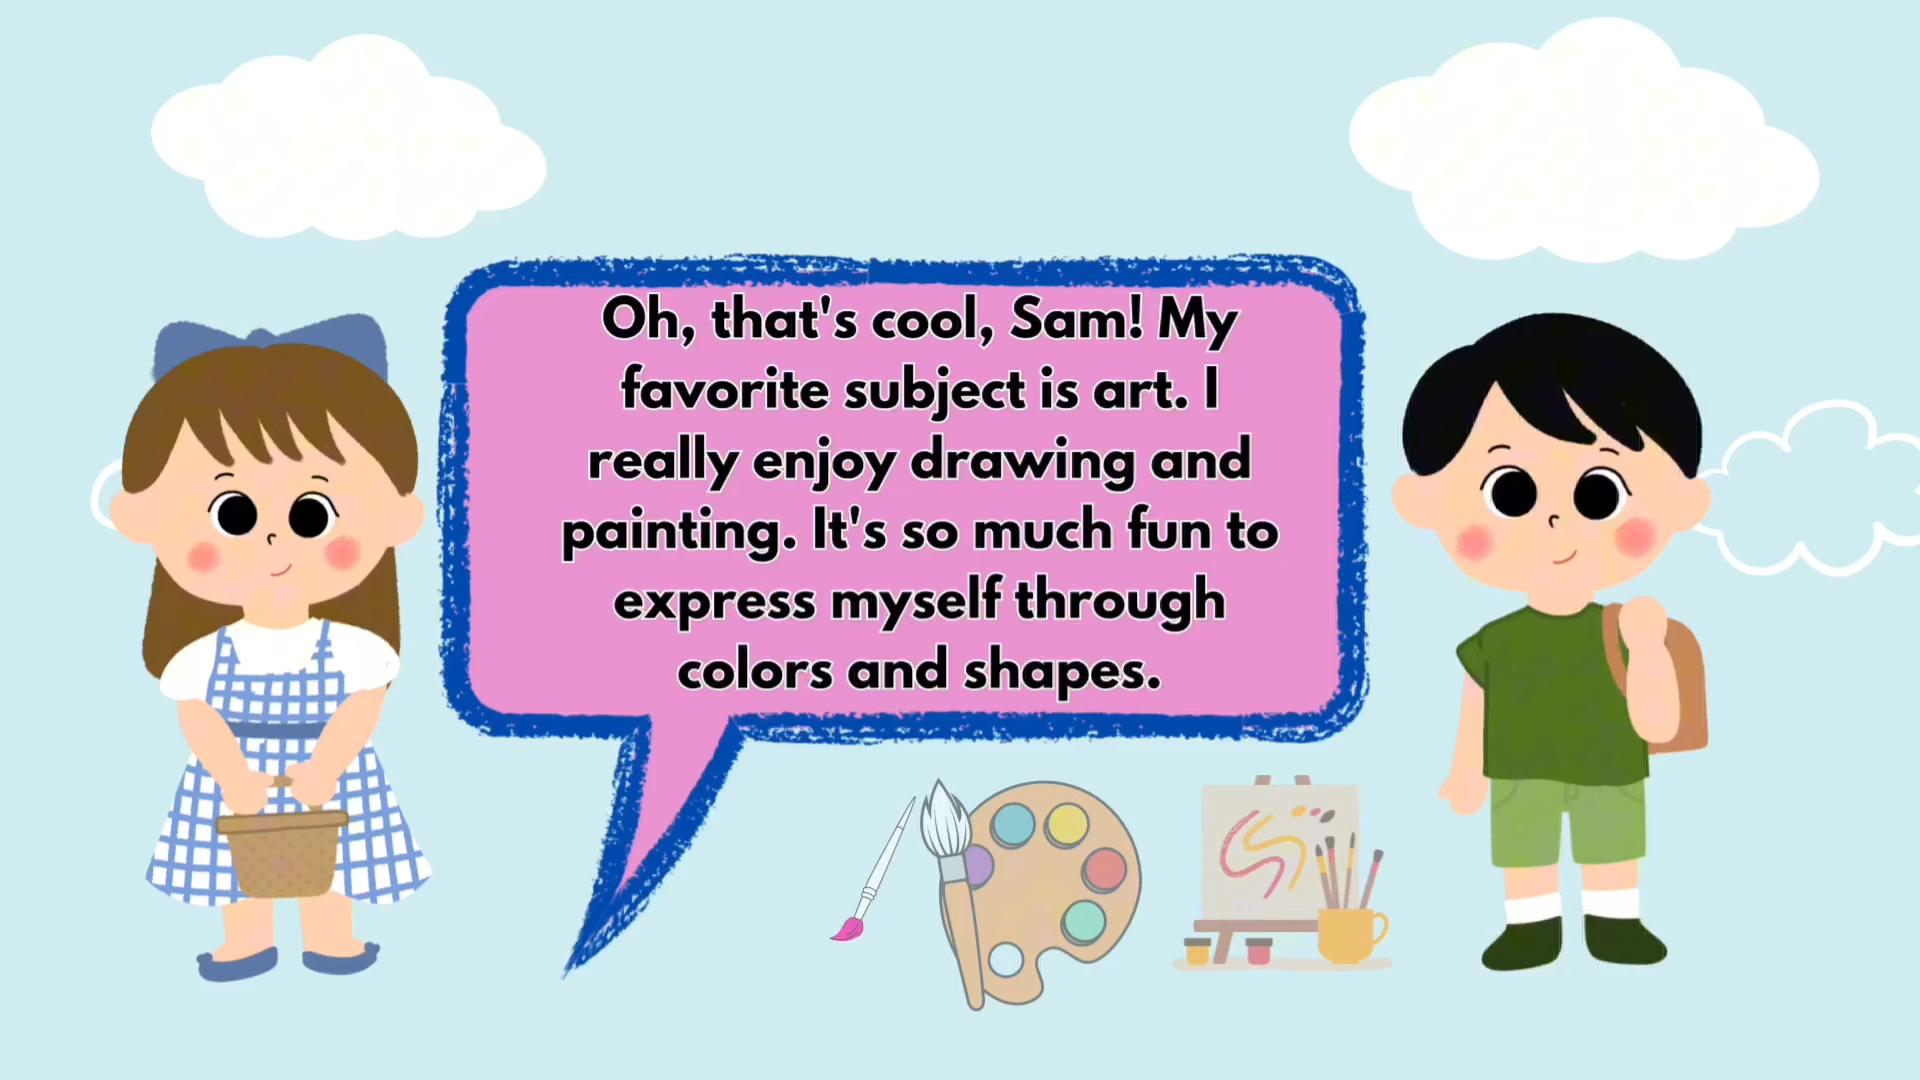 Oh, that's cool, Sam! My
favorite subject is art. I
really enjoy drawing and
painting. It's so much fun to
express myself through
colors and shapes.